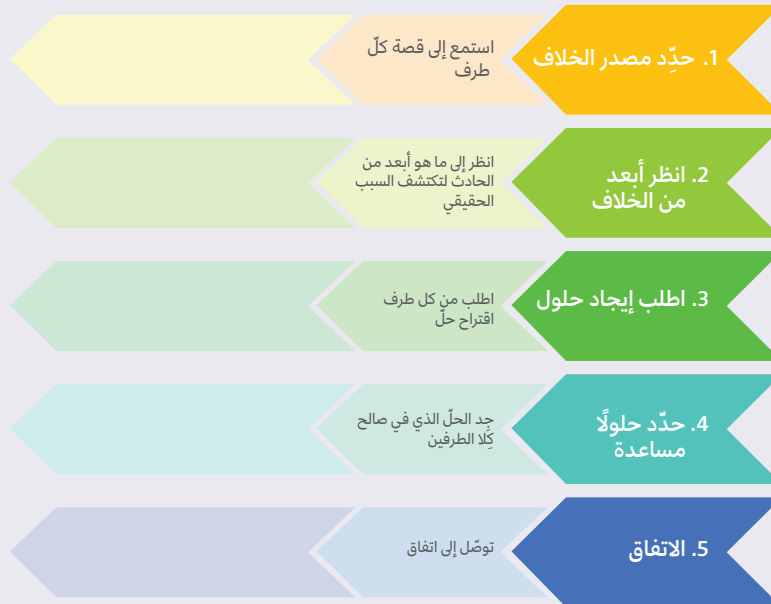 1. حدِّد مصدر الخلاف
استمع إلى قصة كلّ
طرف
2. انظر أبعد
من الخلاف
انظر إلى ما هو أبعد من
الحادث لتكتشف السبب
الحقيقي
3. اطلب إيجاد حلول
اطلب من كل طرف
اقتراح حلّ
4. حدّد حلولًا
مساعدة
جِد الحلّ الذي في صالح
كِلا الطرفين
5. الاتفاق
توصّل إلى اتفاق